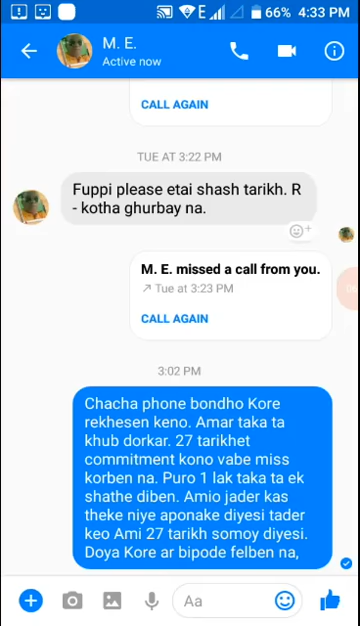 E 66% 4:33 PM
M. E.
Active now
CALL AGAIN
TUE AT 3:22 PM
Fuppi please etai shash tarikh. R
- kotha ghurbay na.
M. E. missed a call from you.
Tue at 3:23 PM
CALL AGAIN
3:02 PM
Chacha phone bondho Kore
rekhesen keno. Amar taka ta
khub dorkar. 27 tarikhet
commitment kono vabe miss
korben na. Puro 1 lak taka ta ek
shathe diben. Amio jader kas
theke niye aponake diyesi tader
keo Ami 27 tarikh somoy diyesi.
Doya Kore ar bipode felben na,
Aa